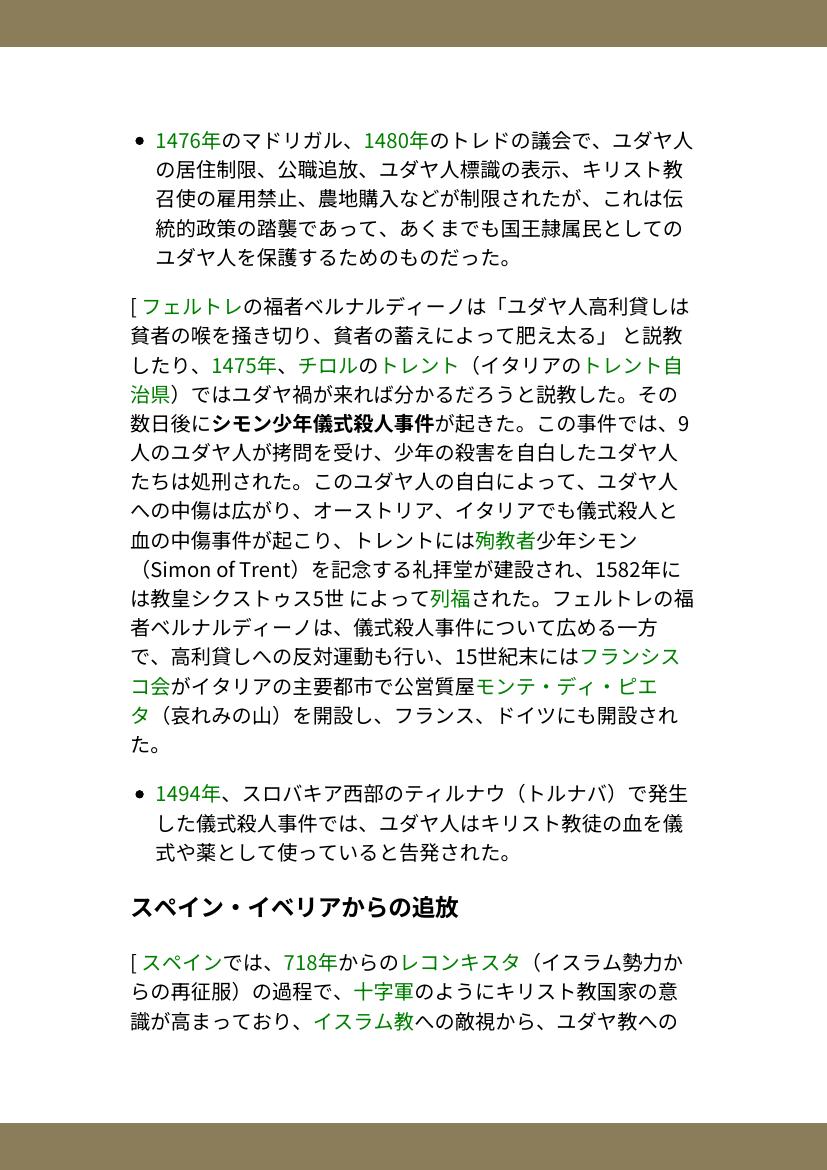 • 1476年のマドリガル、1480年のトレドの議会で、ユダヤ人
の居住制限、公職追放、ユダヤ人標識の表示、キリスト教
召使の雇用禁止、農地購入などが制限されたが、これは伝
統的政策の踏襲であって、あくまでも国王隷属民としての
ユダヤ人を保護するためのものだった。
[ フェルトレの福者ベルナルディーノは「ユダヤ人高利貸しは
貧者の喉を掻き切り、貧者の蓄えによって肥え太る」 と説教
したり、1475年、チロルのトレント（イタリアのトレント自
治県）ではユダヤ禍が来れば分かるだろうと説教した。その
数日後にシモン少年儀式殺人事件が起きた。この事件では、9
人のユダヤ人が拷問を受け、少年の殺害を自白したユダヤ人
たちは処刑された。このユダヤ人の自白によって、ユダヤ人
への中傷は広がり、オーストリア、イタリアでも儀式殺人と
血の中傷事件が起こり、トレントには殉教者少年シモン
（Simon of Trent）を記念する礼拝堂が建設され、1582年に
は教皇シクストゥス5世 によって列福された。フェルトレの福
者ベルナルディーノは、儀式殺人事件について広める一方
で、高利貸しへの反対運動も行い、15世紀末にはフランシス
コ会がイタリアの主要都市で公営質屋モンテ・ディ・ピエ
タ（哀れみの山）を開設し、フランス、ドイツにも開設され
た。
• 1494年、スロバキア西部のティルナウ（トルナバ）で発生
した儀式殺人事件では、ユダヤ人はキリスト教徒の血を儀
式や薬として使っていると告発された。
スペイン・イベリアからの追放
[ スペインでは、718年からのレコンキスタ（イスラム勢力か
らの再征服）の過程で、十字軍のようにキリスト教国家の意
識が高まっており、イスラム教への敵視から、ユダヤ教への